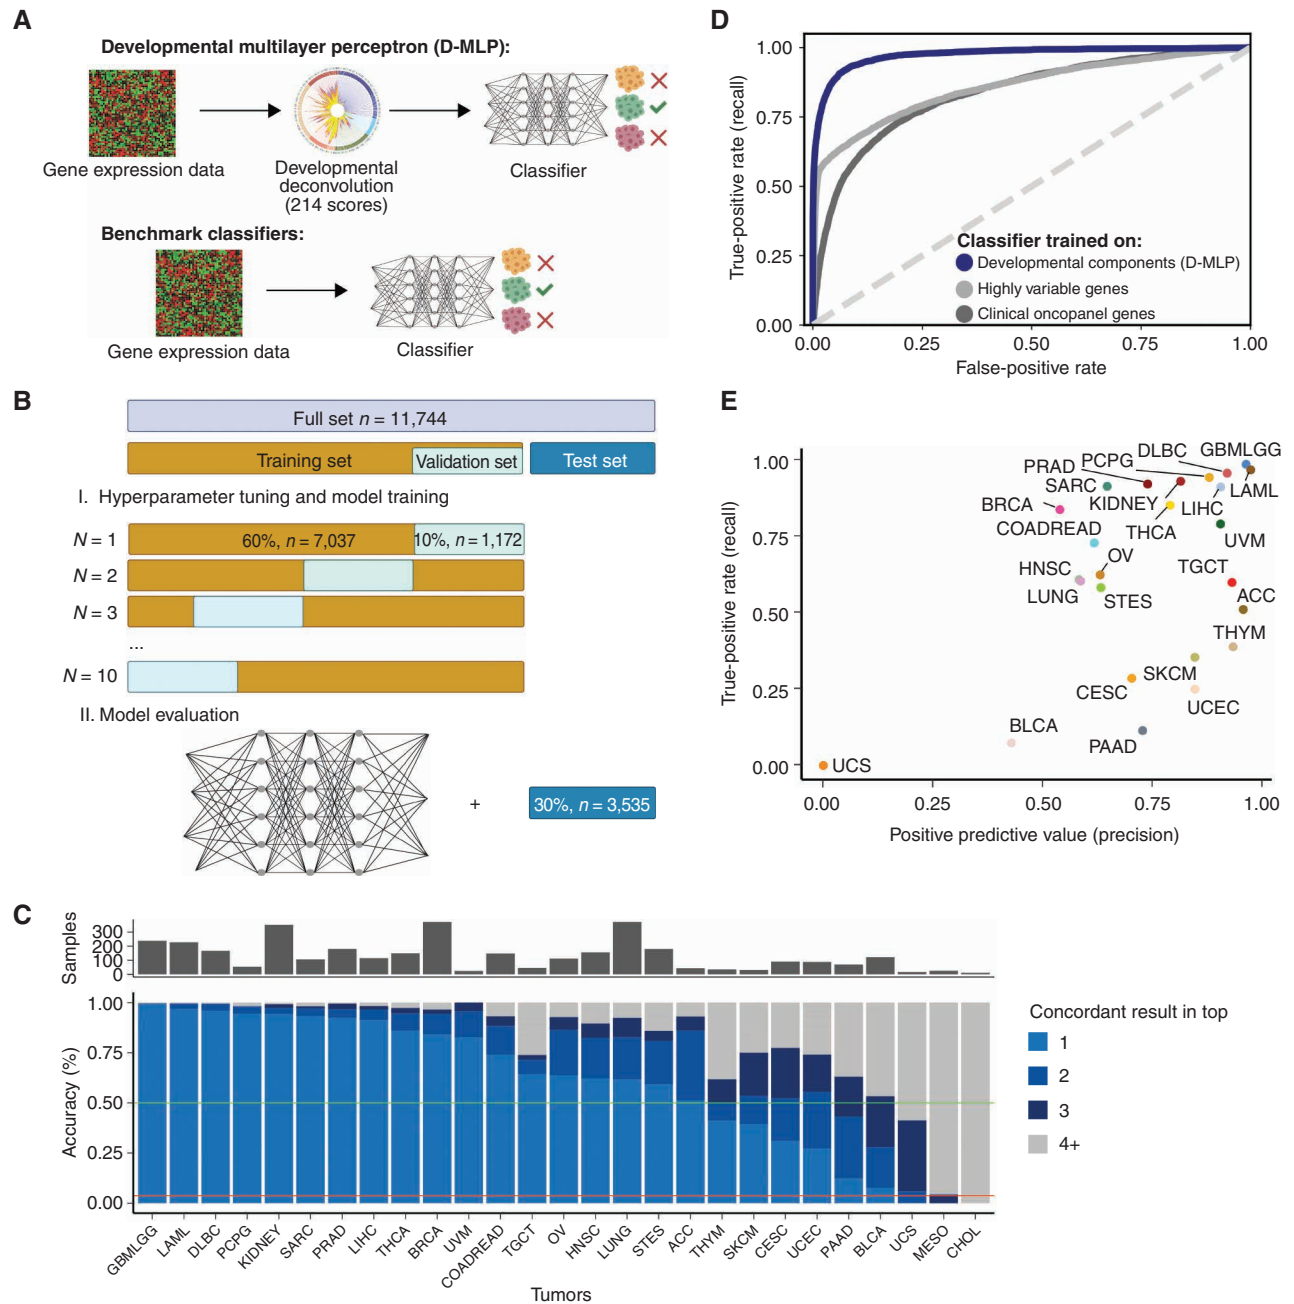 A
Developmental multilayer perceptron (D-MLP):
Gene expression data
Developmental
deconvolution
(214 scores)
Classifier
Benchmark classifiers:
Gene expression data
Classifier
D
True-positive rate (recall)
1.00
0.75
0.50
0.25
0.00
0.00
0.25
0.50
0.75
1.00
False-positive rate
Classifier trained on:
Developmental components (D-MLP)
Highly variable genes
Clinical oncopanel genes
B
Full set n = 11,744
Training set
Validation set
Test set
I. Hyperparameter tuning and model training
N = 1
60%, n = 7,037
10%, n = 1,172
N = 2
N = 3
...
N = 10
II. Model evaluation
+
30%, n = 3,535
E
True-positive rate (recall)
1.00
0.75
0.50
0.25
0.00
DLBC
GBMLGG
PCPG
PRAD
SARC
KIDNEY
LIHC
LAML
BRCA
COADREAD
THCA
UVM
OV
HNSC
TGCT
LUNG
STES
ACC
THYM
SKCM
CESC
UCEC
BLCA
PAAD
UCS
0.00
0.25
0.50
0.75
1.00
Positive predictive value (precision)
C
Samples
300
200
100
0
Accuracy (%)
1.00
0.75
0.50
0.25
0.00
GBMLGG
LAML
DLBC
PCPG
KIDNEY
SARC
PRAD
LIHC
THCA
BRCA
UVM
COADREAD
TGCT
OV
HNSC
LUNG
STES
ACC
THYM
SKCM
CESC
UCEC
PAAD
BLCA
UCS
MESO
CHOL
Tumors
Concordant result in top
1
2
3
4+